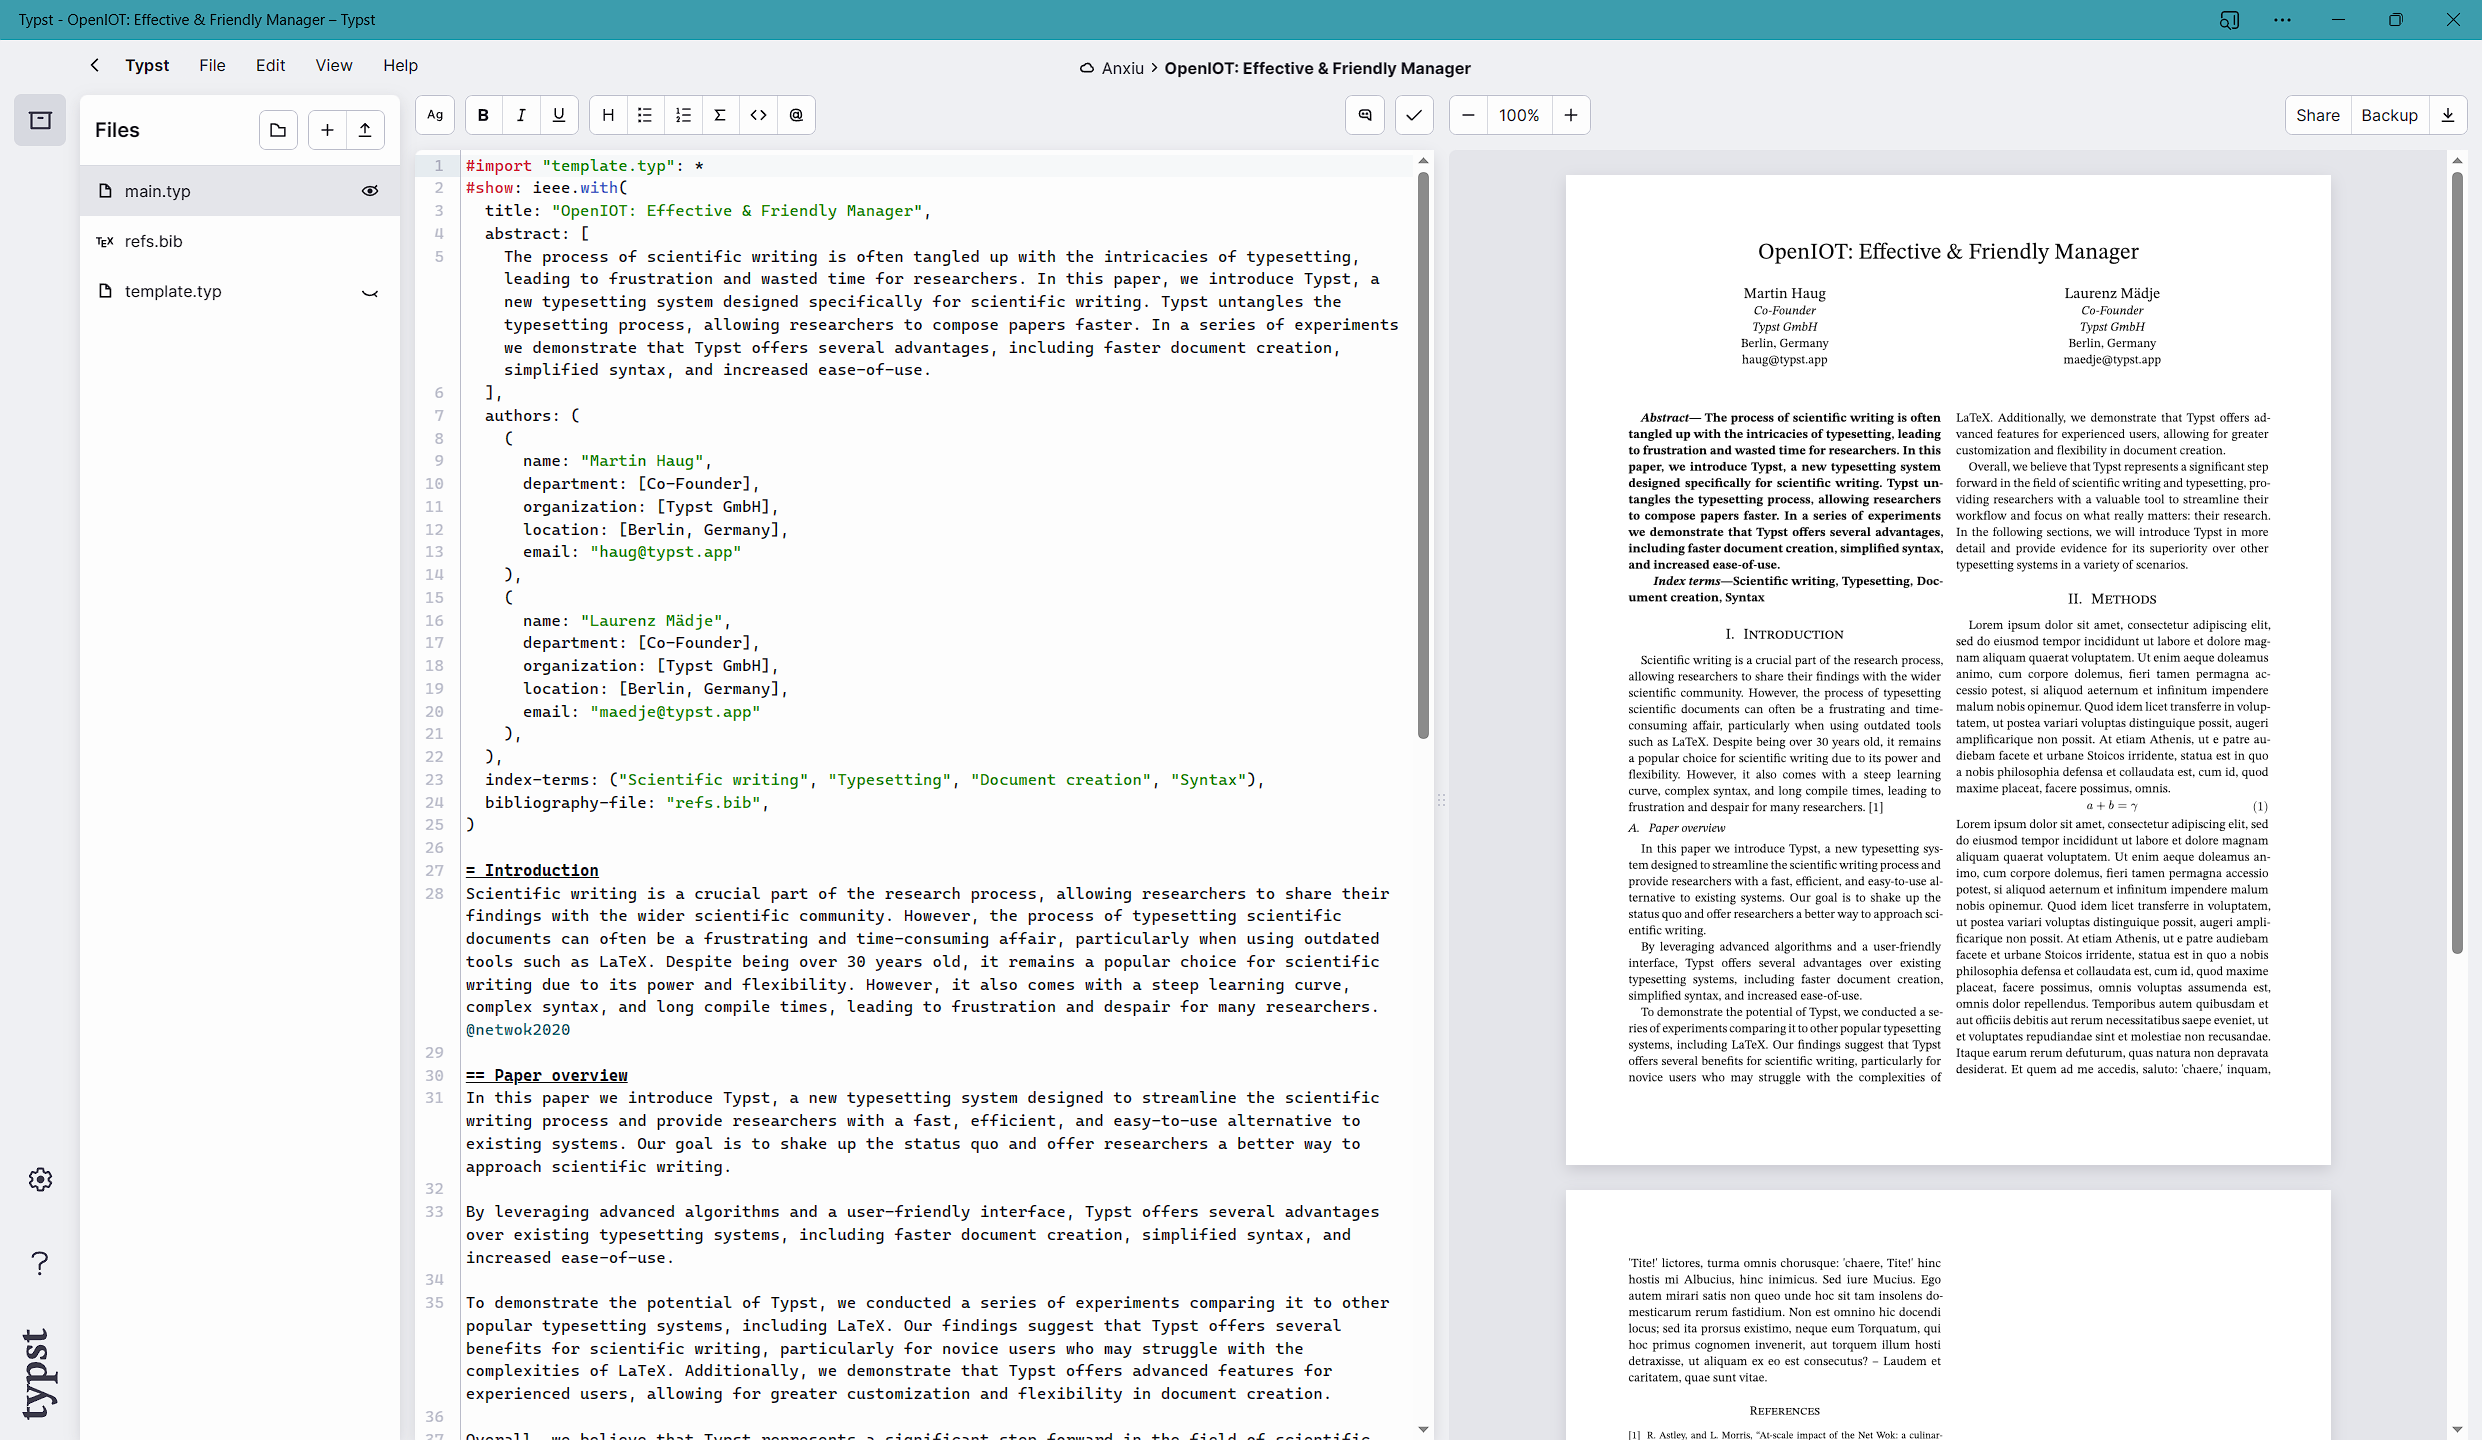 Typst - OpenIOT: Effective & Friendly Manager – Typst
Typst File Edit View Help
Anxiu > OpenIOT: Effective & Friendly Manager
Files
main.typ
TEX refs.bib
template.typ
typst
Ag B I U H Σ <> @
100%
Share Backup
1 #import "template.typ": *
2 #show: ieee.with(
3 title: "OpenIOT: Effective & Friendly Manager",
4 abstract: [
5 The process of scientific writing is often tangled up with the intricacies of typesetting,
leading to frustration and wasted time for researchers. In this paper, we introduce Typst, a
new typesetting system designed specifically for scientific writing. Typst untangles the
typesetting process, allowing researchers to compose papers faster. In a series of experiments
we demonstrate that Typst offers several advantages, including faster document creation,
simplified syntax, and increased ease-of-use.
6 ],
7 authors: (
8 (
9 name: "Martin Haug",
10 department: [Co-Founder],
11 organization: [Typst GmbH],
12 location: [Berlin, Germany],
13 email: "haug@typst.app"
14 ),
15 (
16 name: "Laurenz Mädje",
17 department: [Co-Founder],
18 organization: [Typst GmbH],
19 location: [Berlin, Germany],
20 email: "maedje@typst.app"
21 ),
22 ),
23 index-terms: ("Scientific writing", "Typesetting", "Document creation", "Syntax"),
24 bibliography-file: "refs.bib",
25 )
26
27 = Introduction
28 Scientific writing is a crucial part of the research process, allowing researchers to share their
findings with the wider scientific community. However, the process of typesetting scientific
documents can often be a frustrating and time-consuming affair, particularly when using outdated
tools such as LaTeX. Despite being over 30 years old, it remains a popular choice for scientific
writing due to its power and flexibility. However, it also comes with a steep learning curve,
complex syntax, and long compile times, leading to frustration and despair for many researchers.
@netwok2020
29
30 == Paper overview
31 In this paper we introduce Typst, a new typesetting system designed to streamline the scientific
writing process and provide researchers with a fast, efficient, and easy-to-use alternative to
existing systems. Our goal is to shake up the status quo and offer researchers a better way to
approach scientific writing.
32
33 By leveraging advanced algorithms and a user-friendly interface, Typst offers several advantages
over existing typesetting systems, including faster document creation, simplified syntax, and
increased ease-of-use.
34
35 To demonstrate the potential of Typst, we conducted a series of experiments comparing it to other
popular typesetting systems, including LaTeX. Our findings suggest that Typst offers several
benefits for scientific writing, particularly for novice users who may struggle with the
complexities of LaTeX. Additionally, we demonstrate that Typst offers advanced features for
experienced users, allowing for greater customization and flexibility in document creation.
36
37 Overall, we believe that Typst represents a significant step forward in the field of scientific
OpenIOT: Effective & Friendly Manager
Martin Haug
Co-Founder
Typst GmbH
Berlin, Germany
haug@typst.app
Laurenz Mädje
Co-Founder
Typst GmbH
Berlin, Germany
maedje@typst.app
Abstract— The process of scientific writing is often
tangled up with the intricacies of typesetting, leading
to frustration and wasted time for researchers. In this
paper, we introduce Typst, a new typesetting system
designed specifically for scientific writing. Typst un-
tangles the typesetting process, allowing researchers
to compose papers faster. In a series of experiments
we demonstrate that Typst offers several advantages,
including faster document creation, simplified syntax,
and increased ease-of-use.
Index terms—Scientific writing, Typesetting, Doc-
ument creation, Syntax
I. INTRODUCTION
Scientific writing is a crucial part of the research process,
allowing researchers to share their findings with the wider
scientific community. However, the process of typesetting
scientific documents can often be a frustrating and time-
consuming affair, particularly when using outdated tools
such as LaTeX. Despite being over 30 years old, it remains
a popular choice for scientific writing due to its power and
flexibility. However, it also comes with a steep learning
curve, complex syntax, and long compile times, leading to
frustration and despair for many researchers. [1]
A. Paper overview
In this paper we introduce Typst, a new typesetting sys-
tem designed to streamline the scientific writing process and
provide researchers with a fast, efficient, and easy-to-use al-
ternative to existing systems. Our goal is to shake up the
status quo and offer researchers a better way to approach sci-
entific writing.
By leveraging advanced algorithms and a user-friendly
interface, Typst offers several advantages over existing
typesetting systems, including faster document creation,
simplified syntax, and increased ease-of-use.
To demonstrate the potential of Typst, we conducted a se-
ries of experiments comparing it to other popular typesetting
systems, including LaTeX. Our findings suggest that Typst
offers several benefits for scientific writing, particularly for
novice users who may struggle with the complexities of
LaTeX. Additionally, we demonstrate that Typst offers ad-
vanced features for experienced users, allowing for greater
customization and flexibility in document creation.
Overall, we believe that Typst represents a significant step
forward in the field of scientific writing and typesetting, pro-
viding researchers with a valuable tool to streamline their
workflow and focus on what really matters: their research.
In the following sections, we will introduce Typst in more
detail and provide evidence for its superiority over other
typesetting systems in a variety of scenarios.
II. METHODS
Lorem ipsum dolor sit amet, consectetur adipiscing elit,
sed do eiusmod tempor incididunt ut labore et dolore mag-
nam aliquam quaerat voluptatem. Ut enim aeque doleamus
animo, cum corpore dolemus, fieri tamen permagna ac-
cessio potest, si aliquod aeternum et infinitum impendere
malum nobis opinemur. Quod idem licet transferre in volup-
tatem, ut postea variari voluptas distinguique possit, augeri
amplificarique non possit. At etiam Athenis, ut e patre au-
diebam facete et urbane Stoicos irridente, statua est in quo
a nobis philosophia defensa et collaudata est, cum id, quod
maxime placeat, facere possimus, omnis.
a + b = γ (1)
Lorem ipsum dolor sit amet, consectetur adipiscing elit, sed
do eiusmod tempor incididunt ut labore et dolore magnam
aliquam quaerat voluptatem. Ut enim aeque doleamus an-
imo, cum corpore dolemus, fieri tamen permagna accessio
potest, si aliquod aeternum et infinitum impendere malum
nobis opinemur. Quod idem licet transferre in voluptatem,
ut postea variari voluptas distinguique possit, augeri ampli-
ficarique non possit. At etiam Athenis, ut e patre audiebam
facete et urbane Stoicos irridente, statua est in quo a nobis
philosophia defensa et collaudata est, cum id, quod maxime
placeat, facere possimus, omnis voluptas assumenda est,
omnis dolor repellendus. Temporibus autem quibusdam et
aut officiis debitis aut rerum necessitatibus saepe eveniet, ut
et voluptates repudiandae sint et molestiae non recusandae.
Itaque earum rerum defuturum, quas natura non depravata
desiderat. Et quem ad me accedis, saluto: 'chaere,' inquam,
'Tite!' lictores, turma omnis chorusque: 'chaere, Tite!' hinc
hostis mi Albucius, hinc inimicus. Sed iure Mucius. Ego
autem mirari satis non queo unde hoc sit tam insolens do-
mesticarum rerum fastidium. Non est omnino hic docendi
locus; sed ita prorsus existimo, neque eum Torquatum, qui
hoc primus cognomen invenerit, aut torquem illum hosti
detraxisse, ut aliquam ex eo est consecutus? – Laudem et
caritatem, quae sunt vitae.
REFERENCES
[1] R. Astley, and L. Morris, "At-scale impact of the Net Wok: a culinar-